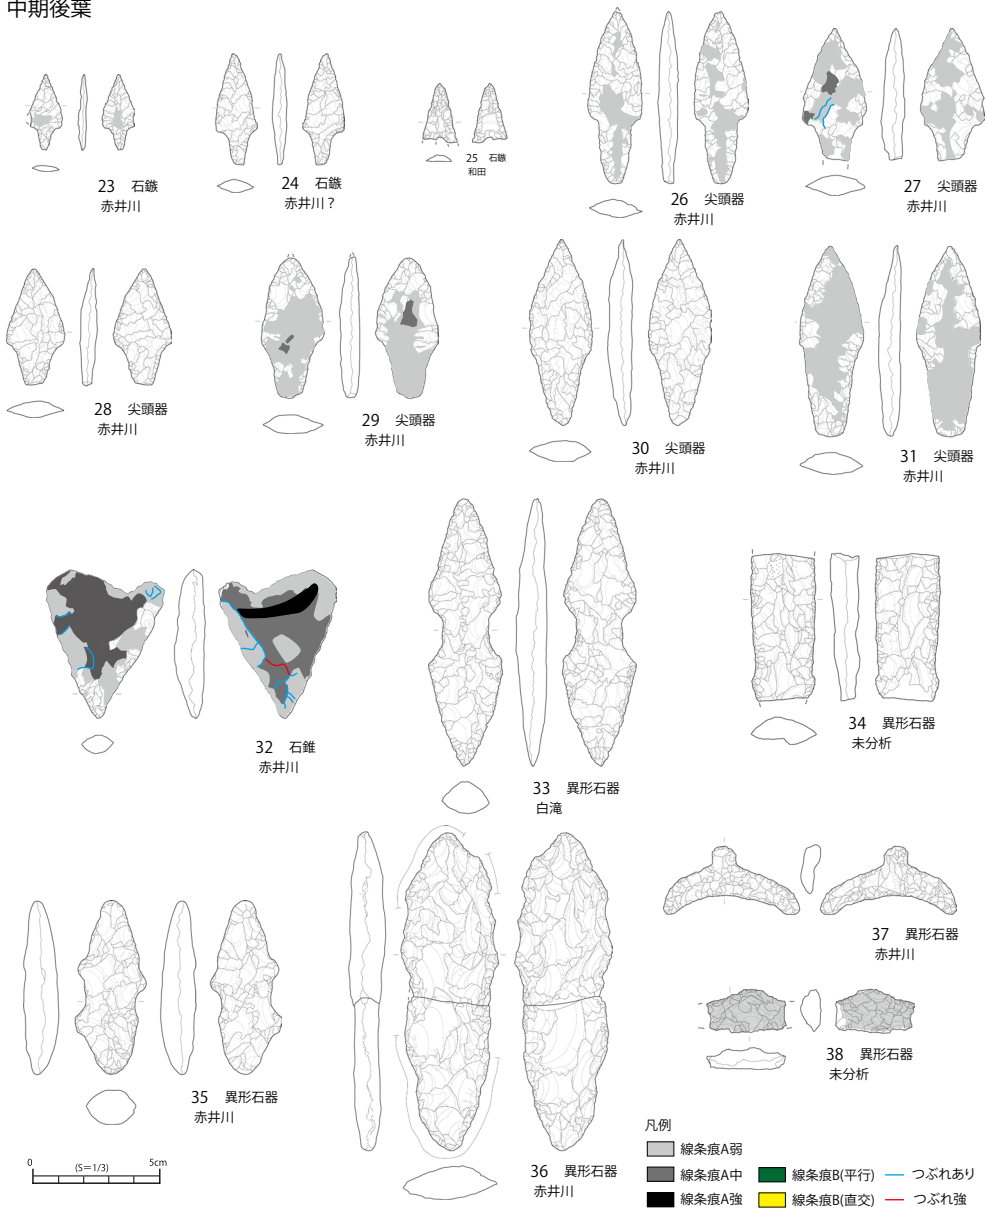 中期後葉
23 石鏃
赤井川
24 石鏃
赤井川？
25 石鏃
和田
26 尖頭器
赤井川
27 尖頭器
赤井川
28 尖頭器
赤井川
29 尖頭器
赤井川
30 尖頭器
赤井川
31 尖頭器
赤井川
32 石錐
赤井川
33 異形石器
白滝
34 異形石器
未分析
35 異形石器
赤井川
36 異形石器
赤井川
37 異形石器
赤井川
38 異形石器
未分析
0 (S＝1/3) 5cm
凡例
線条痕A弱
線条痕A中 線条痕B(平行) つぶれあり
線条痕A強 線条痕B(直交) つぶれ強